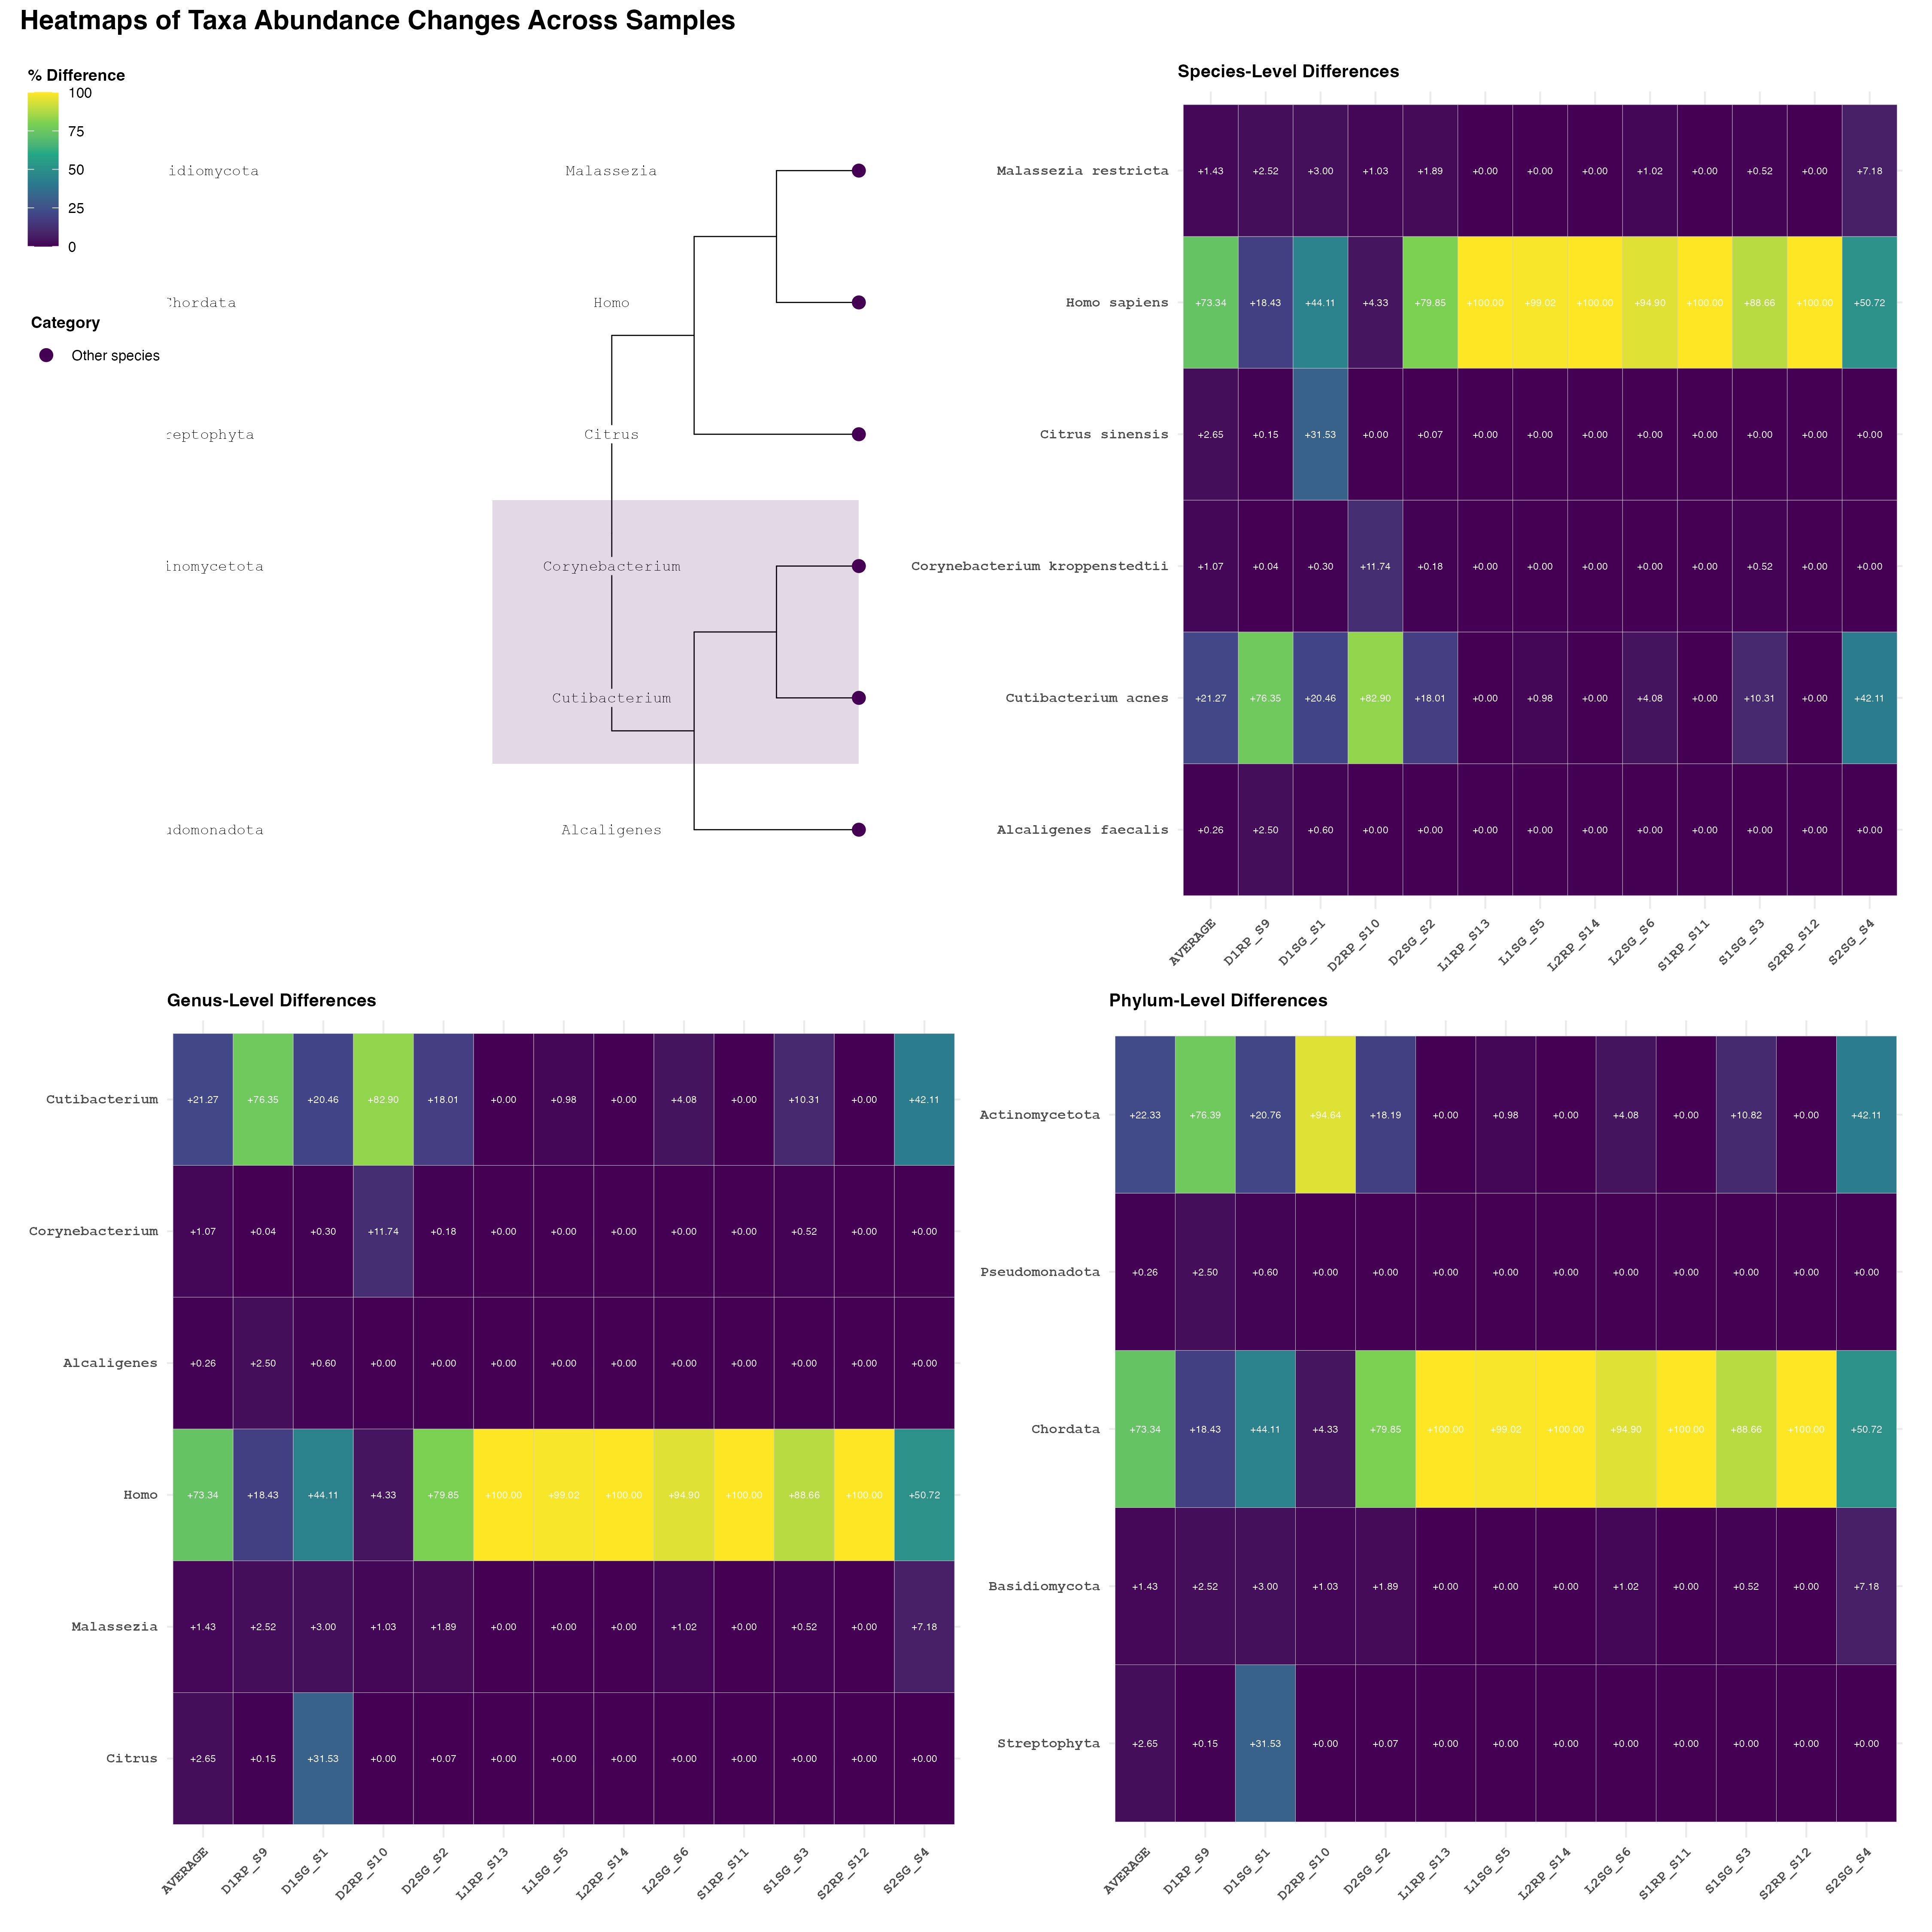 Heatmaps of Taxa Abundance Changes Across Samples
% Difference
100
75
50
25
0
Category
Other species
idiomycota Malassezia
Chordata Homo
reptophyta Citrus
inomycetota Corynebacterium
Cutibacterium
udomonadota Alcaligenes
Species-Level Differences
Malassezia restricta +1.43 +2.52 +3.00 +1.03 +1.89 +0.00 +0.00 +0.00 +1.02 +0.00 +0.52 +0.00 +7.18
Homo sapiens +73.34 +18.43 +44.11 +4.33 +79.85 +100.00 +99.02 +100.00 +94.90 +100.00 +88.66 +100.00 +50.72
Citrus sinensis +2.65 +0.15 +31.53 +0.00 +0.07 +0.00 +0.00 +0.00 +0.00 +0.00 +0.00 +0.00 +0.00
Corynebacterium kroppenstedtii +1.07 +0.04 +0.30 +11.74 +0.18 +0.00 +0.00 +0.00 +0.00 +0.00 +0.52 +0.00 +0.00
Cutibacterium acnes +21.27 +76.35 +20.46 +82.90 +18.01 +0.00 +0.98 +0.00 +4.08 +0.00 +10.31 +0.00 +42.11
Alcaligenes faecalis +0.26 +2.50 +0.60 +0.00 +0.00 +0.00 +0.00 +0.00 +0.00 +0.00 +0.00 +0.00 +0.00
AVERAGE D1RP_S9 D1SG_S1 D2RP_S10 D2SG_S2 L1RP_S13 L1SG_S5 L2RP_S14 L2SG_S6 S1RP_S11 S1SG_S3 S2RP_S12 S2SG_S4
Genus-Level Differences
Cutibacterium +21.27 +76.35 +20.46 +82.90 +18.01 +0.00 +0.98 +0.00 +4.08 +0.00 +10.31 +0.00 +42.11
Corynebacterium +1.07 +0.04 +0.30 +11.74 +0.18 +0.00 +0.00 +0.00 +0.00 +0.00 +0.52 +0.00 +0.00
Alcaligenes +0.26 +2.50 +0.60 +0.00 +0.00 +0.00 +0.00 +0.00 +0.00 +0.00 +0.00 +0.00 +0.00
Homo +73.34 +18.43 +44.11 +4.33 +79.85 +100.00 +99.02 +100.00 +94.90 +100.00 +88.66 +100.00 +50.72
Malassezia +1.43 +2.52 +3.00 +1.03 +1.89 +0.00 +0.00 +0.00 +1.02 +0.00 +0.52 +0.00 +7.18
Citrus +2.65 +0.15 +31.53 +0.00 +0.07 +0.00 +0.00 +0.00 +0.00 +0.00 +0.00 +0.00 +0.00
AVERAGE D1RP_S9 D1SG_S1 D2RP_S10 D2SG_S2 L1RP_S13 L1SG_S5 L2RP_S14 L2SG_S6 S1RP_S11 S1SG_S3 S2RP_S12 S2SG_S4
Phylum-Level Differences
Actinomycetota +22.33 +76.39 +20.76 +94.64 +18.19 +0.00 +0.98 +0.00 +4.08 +0.00 +10.82 +0.00 +42.11
Pseudomonadota +0.26 +2.50 +0.60 +0.00 +0.00 +0.00 +0.00 +0.00 +0.00 +0.00 +0.00 +0.00 +0.00
Chordata +73.34 +18.43 +44.11 +4.33 +79.85 +100.00 +99.02 +100.00 +94.90 +100.00 +88.66 +100.00 +50.72
Basidiomycota +1.43 +2.52 +3.00 +1.03 +1.89 +0.00 +0.00 +0.00 +1.02 +0.00 +0.52 +0.00 +7.18
Streptophyta +2.65 +0.15 +31.53 +0.00 +0.07 +0.00 +0.00 +0.00 +0.00 +0.00 +0.00 +0.00 +0.00
AVERAGE D1RP_S9 D1SG_S1 D2RP_S10 D2SG_S2 L1RP_S13 L1SG_S5 L2RP_S14 L2SG_S6 S1RP_S11 S1SG_S3 S2RP_S12 S2SG_S4